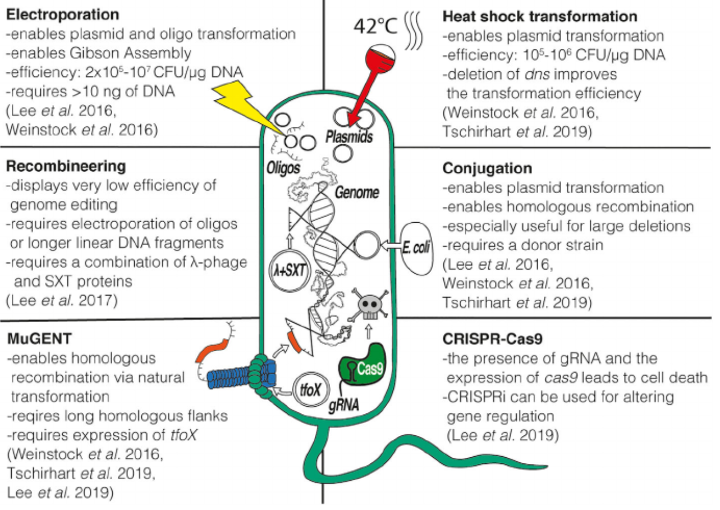 Electroporation
-enables plasmid and oligo transformation
-enables Gibson Assembly
-efficiency: 2x10⁵-10⁷ CFU/µg DNA
-requires >10 ng of DNA
(Lee et al. 2016,
Weinstock et al. 2016)
42°C
Heat shock transformation
-enables plasmid transformation
-efficiency: 10⁵-10⁶ CFU/µg DNA
-deletion of dns improves
the transformation efficiency
(Weinstock et al. 2016,
Tschirhart et al. 2019)
Recombineering
-displays very low efficiency of
genome editing
-requires electroporation of oligos
or longer linear DNA fragments
-requires a combination of λ-phage
and SXT proteins
(Lee et al. 2017)
Plasmids
Oligos
Genome
λ+SXT
E. coli
Conjugation
-enables plasmid transformation
-enables homologous recombination
-especially useful for large deletions
-requires a donor strain
(Lee et al. 2016,
Weinstock et al. 2016,
Tschirhart et al. 2019)
MuGENT
-enables homologous
recombination via natural
transformation
-reqires long homologous flanks
-requires expression of tfoX
(Weinstock et al. 2016,
Tschirhart et al. 2019,
Lee et al. 2019)
tfoX
gRNA
Cas9
CRISPR-Cas9
-the presence of gRNA and the
expression of cas9 leads to cell death
-CRISPRi can be used for altering
gene regulation
(Lee et al. 2019)